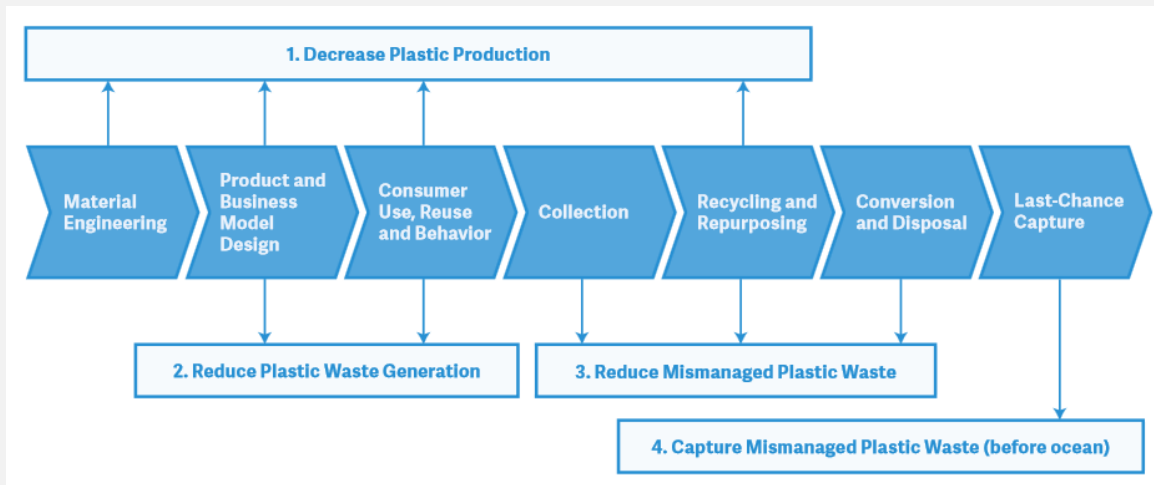 1. Decrease Plastic Production
Material
Engineering
Product and
Business
Model
Design
Consumer
Use, Reuse
and Behavior
Collection
Recycling and
Repurposing
Conversion
and Disposal
Last-Chance
Capture
2. Reduce Plastic Waste Generation
3. Reduce Mismanaged Plastic Waste
4. Capture Mismanaged Plastic Waste (before ocean)